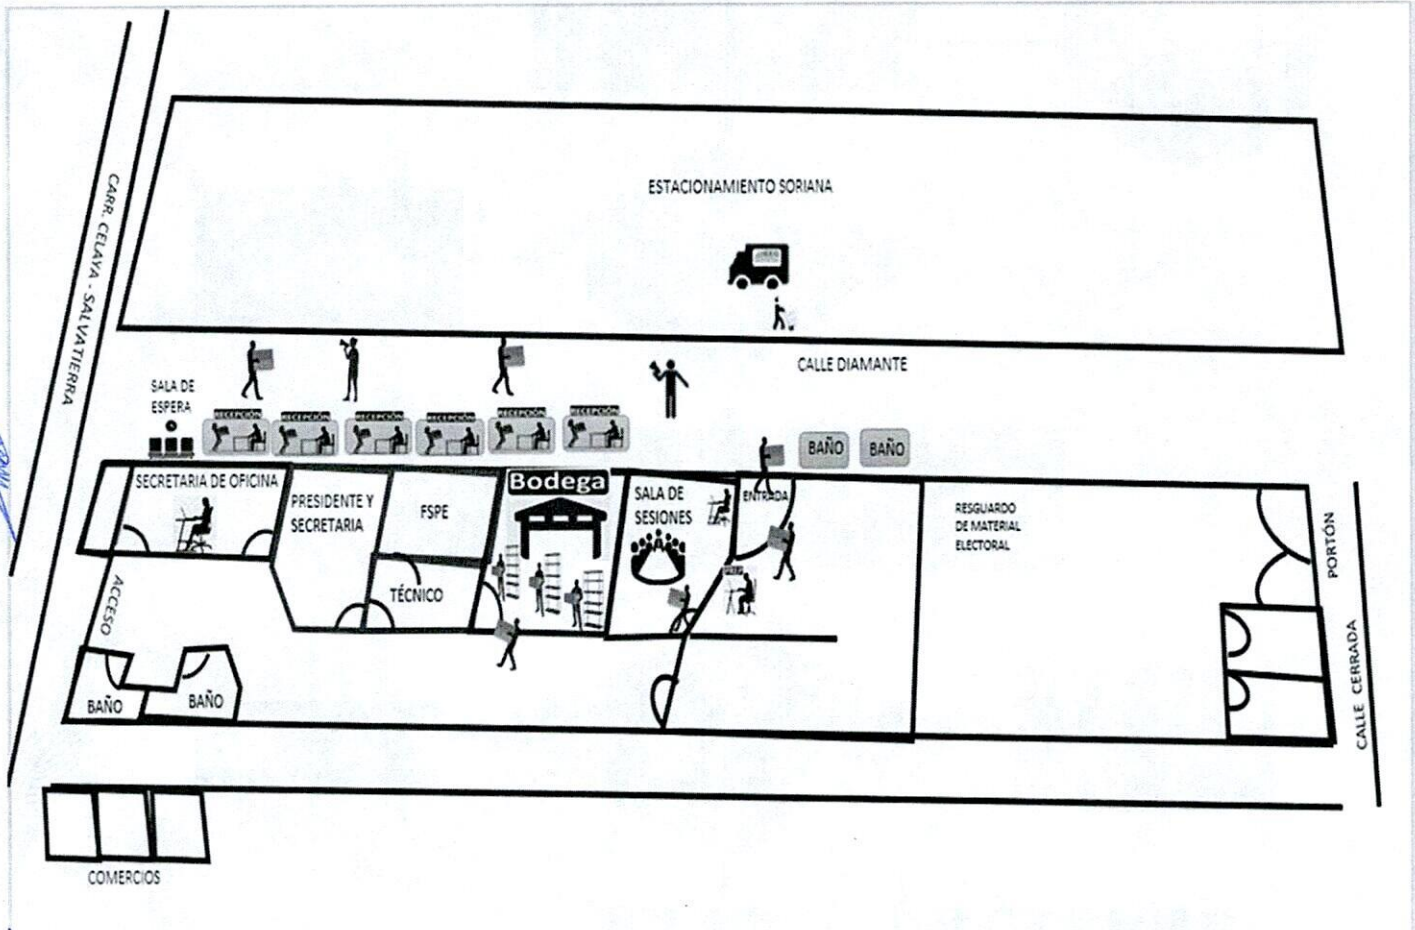 ESTACIONAMIENTO SORIANA
CARR. CELAYA - SALVATIERRA
CALLE DIAMANTE
SALA DE
ESPERA
RECEPCIÓN
RECEPCIÓN
RECEPCIÓN
RECEPCIÓN
RECEPCIÓN
RECEPCIÓN
BAÑO
BAÑO
SECRETARIA DE OFICINA
PRESIDENTE Y
SECRETARIA
FSPE
TÉCNICO
Bodega
SALA DE
SESIONES
ENTRADA
RESGUARDO
DE MATERIAL
ELECTORAL
PORTÓN
CALLE CERRADA
ACCESO
BAÑO
BAÑO
COMERCIOS